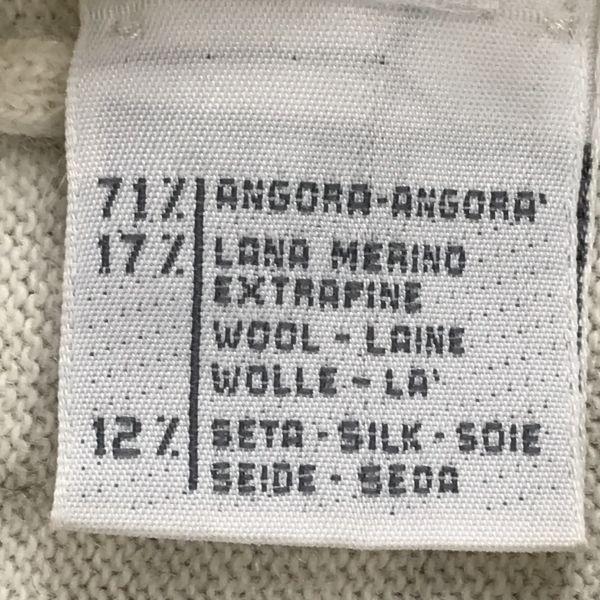 71% ANGORA-ANGORA'
17% LANA MERINO
EXTRAFINE
WOOL - LAINE
WOLLE - LA'
12% SETA - SILK - SOIE
SEIDE - SEDA